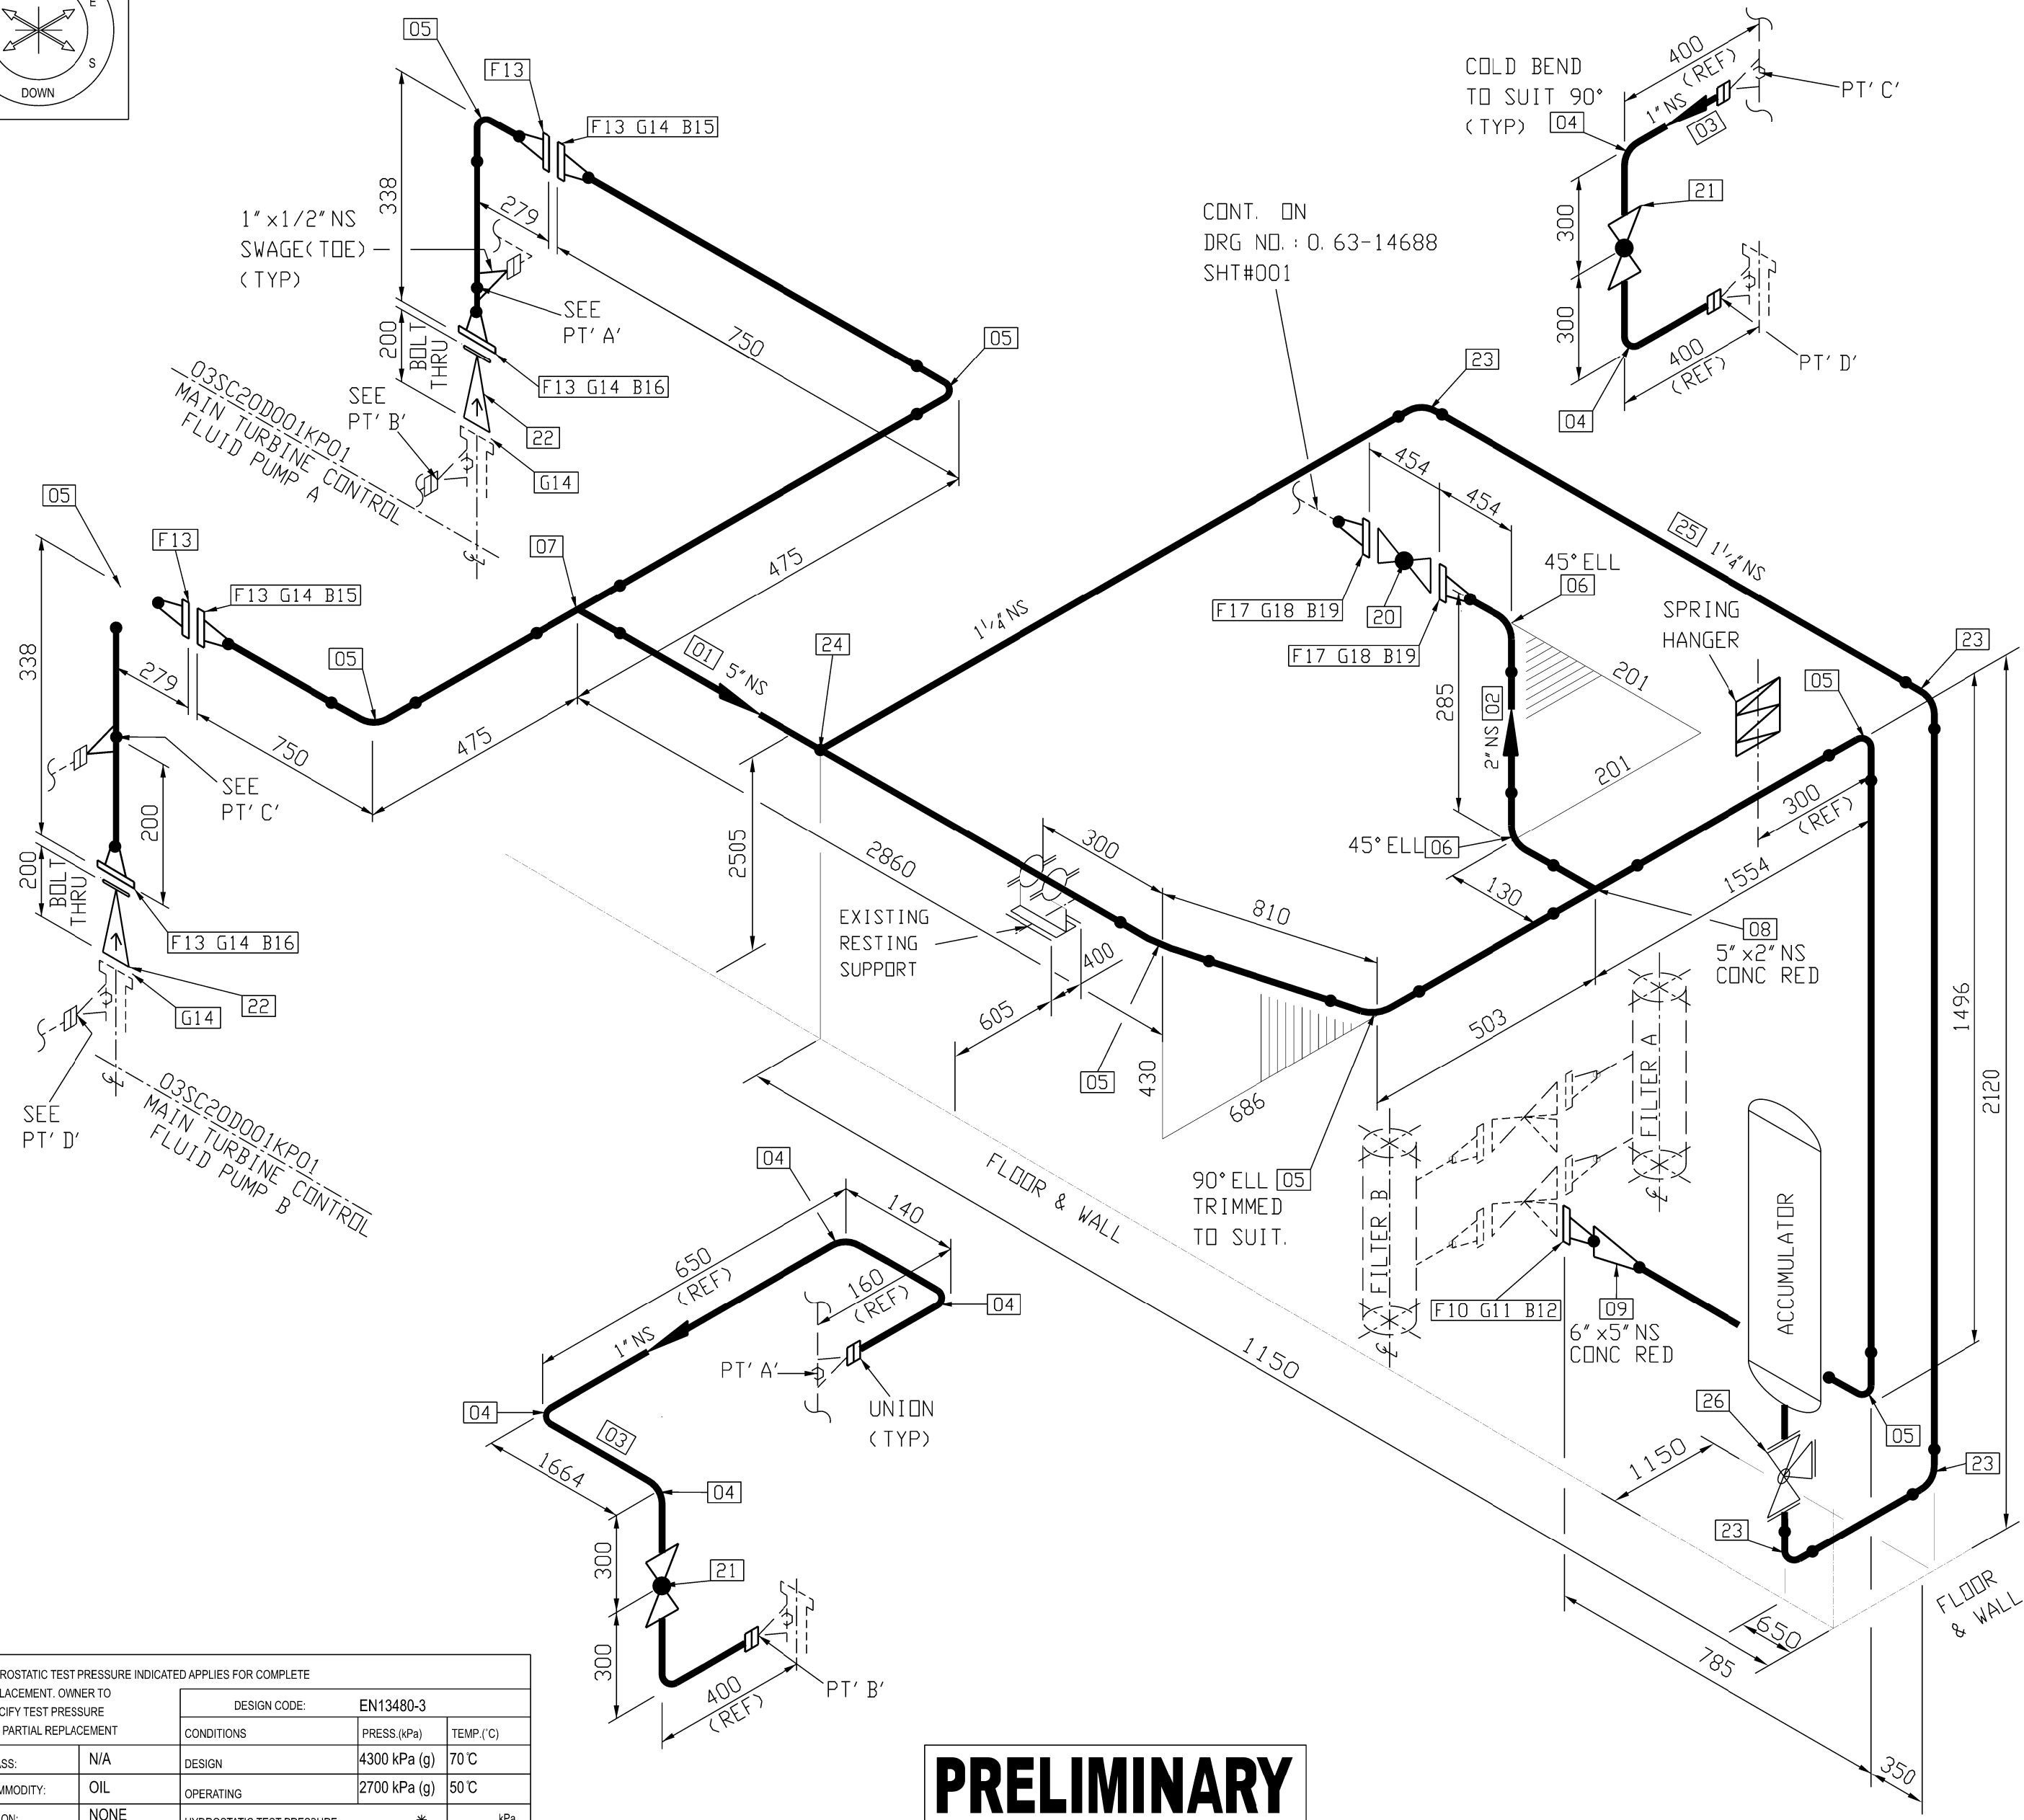 E
S
DOWN
05
F13
F13 G14 B15
338
279
1"x1/2"NS
SWAGE(TOE)
(TYP)
SEE
PT'A'
750
05
200
BOLT
THRU
F13 G14 B16
22
G14
SEE
PT'B'
03SC20D001KP01
MAIN TURBINE CONTROL
FLUID PUMP A
COLD BEND
TO SUIT 90°
(TYP)
04
400
(REF)
1"NS
03
PT'C'
21
300
300
400
(REF)
PT'D'
04
CONT. ON
DRG NO.: 0.63-14688
SHT#001
23
454
454
45°ELL
06
F17 G18 B19
20
F17 G18 B19
25
1¼"NS
1¼"NS
SPRING
HANGER
23
05
201
201
285
2"NS
02
45°ELL
06
130
300
(REF)
1554
08
5"x2"NS
CONC RED
503
1496
2120
05
F13
F13 G14 B15
338
279
05
750
475
475
07
01
5"NS
24
SEE
PT'C'
200
200
BOLT
THRU
F13 G14 B16
22
G14
SEE
PT'D'
03SC20D001KP01
MAIN TURBINE CONTROL
FLUID PUMP B
2505
2860
300
810
EXISTING
RESTING
SUPPORT
400
605
05
430
686
90°ELL
05
TRIMMED
TO SUIT.
FLOOR & WALL
FILTER A
FILTER B
F10 G11 B12
09
6"x5"NS
CONC RED
ACCUMULATOR
26
05
23
23
1150
1150
650
785
350
FLOOR
& WALL
04
140
650
(REF)
160
(REF)
04
1"NS
PT'A'
UNION
(TYP)
04
03
1664
04
300
21
300
400
(REF)
PT'B'
ROSTATIC TEST PRESSURE INDICATED APPLIES FOR COMPLETE
LACEMENT. OWNER TO
CIFY TEST PRESSURE
PARTIAL REPLACEMENT
DESIGN CODE: EN13480-3
CONDITIONS PRESS.(kPa) TEMP.(°C)
ASS: N/A DESIGN 4300 kPa (g) 70℃
MMODITY: OIL OPERATING 2700 kPa (g) 50℃
ON: NONE HYDROSTATIC TEST PRESSURE * kPa
PRELIMINARY